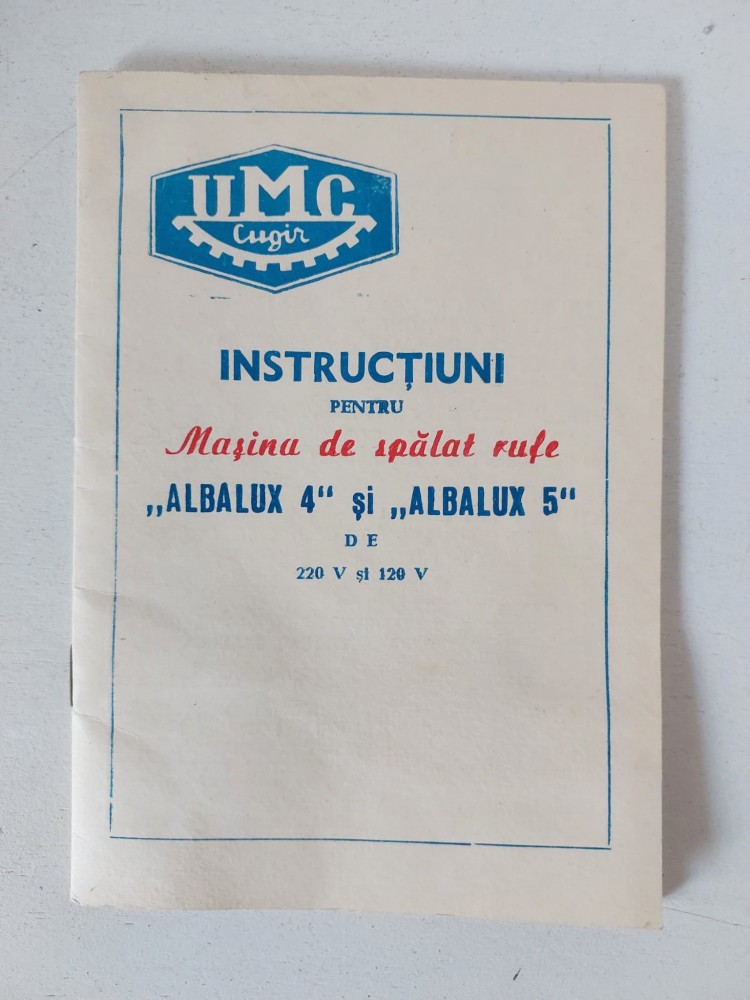 UMC
Cugir
INSTRUCȚIUNI
PENTRU
Mașina de spălat rufe
„ALBALUX 4“ și „ALBALUX 5“
DE
220 V și 120 V